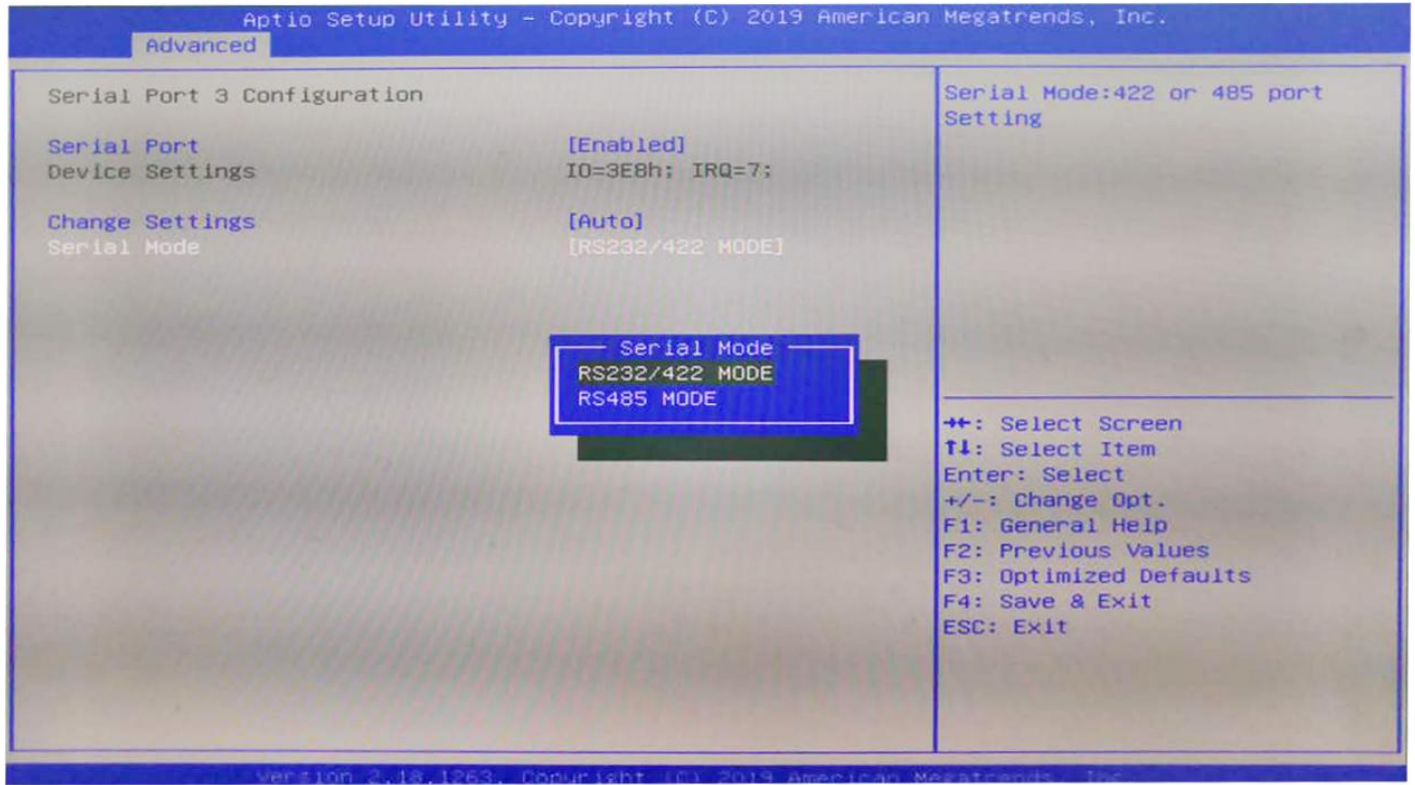 Aptio Setup Utility – Copyright (C) 2019 American Megatrends, Inc.
Advanced
Serial Port 3 Configuration
Serial Port [Enabled]
Device Settings IO=3E8h; IRQ=7;
Change Settings [Auto]
Serial Mode [RS232/422 MODE]
Serial Mode
RS232/422 MODE
RS485 MODE
Serial Mode:422 or 485 port
Setting
→←: Select Screen
↑↓: Select Item
Enter: Select
+/-: Change Opt.
F1: General Help
F2: Previous Values
F3: Optimized Defaults
F4: Save & Exit
ESC: Exit
Version 2.18.1263. Copyright (C) 2019 American Megatrends, Inc.